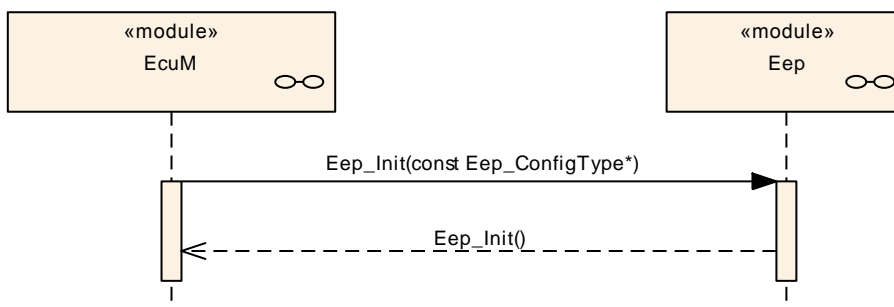 «module»
EcuM
«module»
Eep
Eep_Init(const Eep_ConfigType*)
Eep_Init()